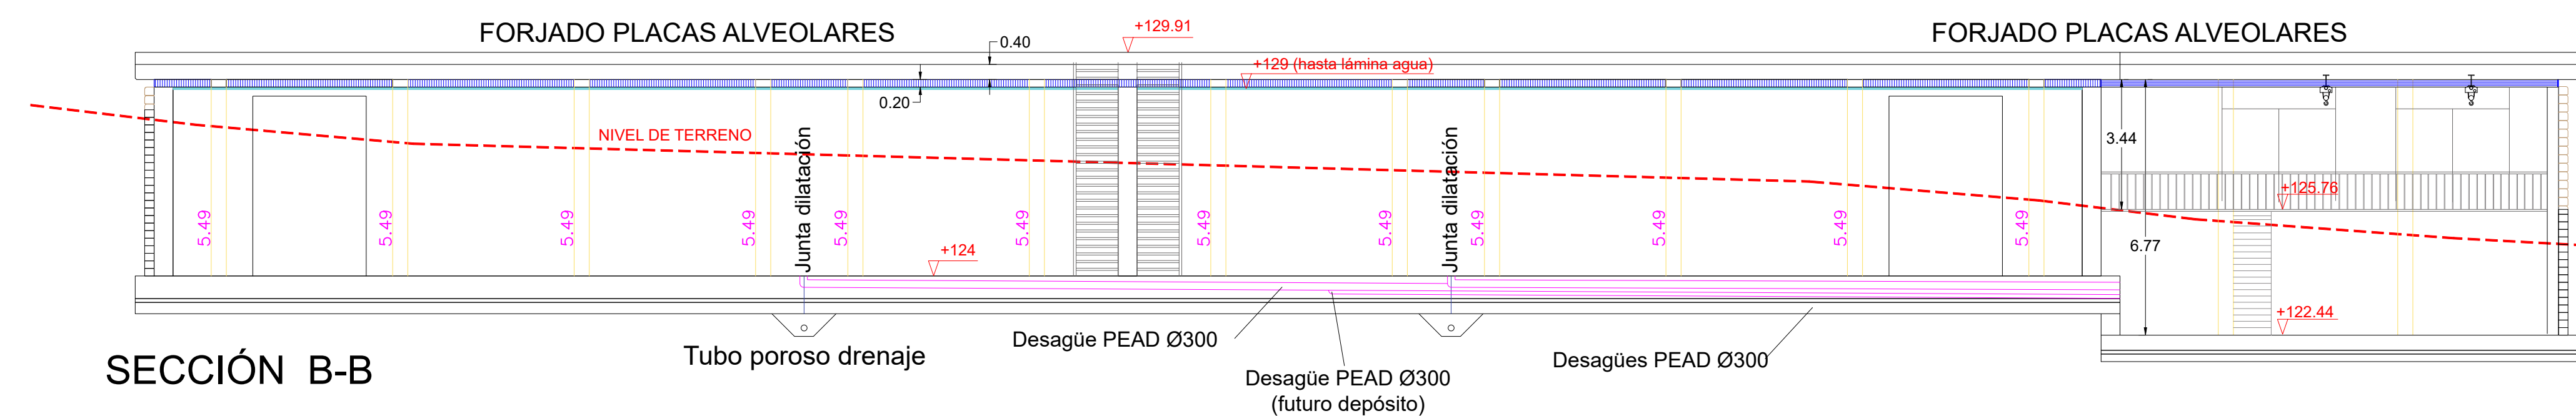 FORJADO PLACAS ALVEOLARES
+129.91
FORJADO PLACAS ALVEOLARES
0.40
+129 (hasta lámina agua)
0.20
NIVEL DE TERRENO
Junta dilatación
Junta dilatación
3.44
+125.76
5.49
5.49
5.49
5.49
5.49
5.49
5.49
5.49
5.49
5.49
5.49
5.49
+124
6.77
+122.44
Desagüe PEAD Ø300
Tubo poroso drenaje
Desagües PEAD Ø300
SECCIÓN B-B
Desagüe PEAD Ø300
(futuro depósito)